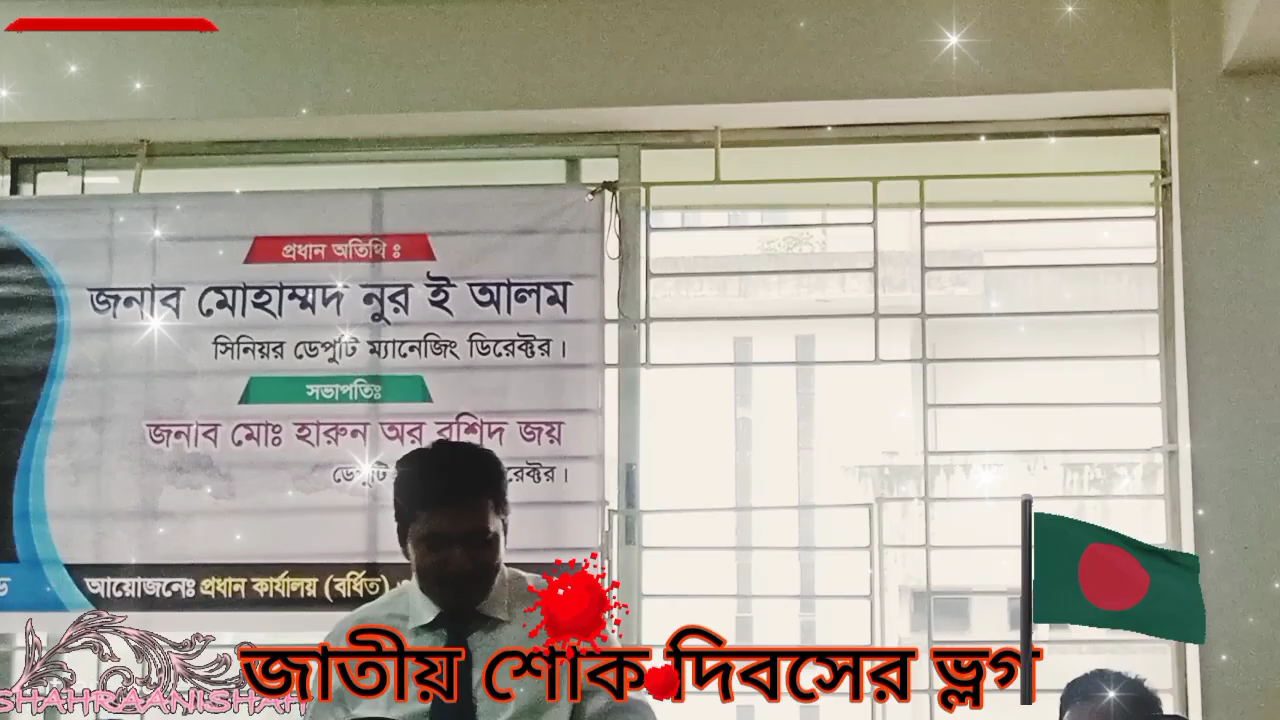 প্রধান অতিথি ঃ
জনাব মোহাম্মদ নুর ই আলম
সিনিয়র ডেপুটি ম্যানেজিং ডিরেক্টর।
সভাপতিঃ
জনাব মোঃ হারুন অর রশিদ জয়
ডেপুটি
আয়োজনেঃ প্রধান কার্যালয় (বর্ধিত)
জাতীয় শোক দিবসের ভ্লগ
SHAHRAANISHAH